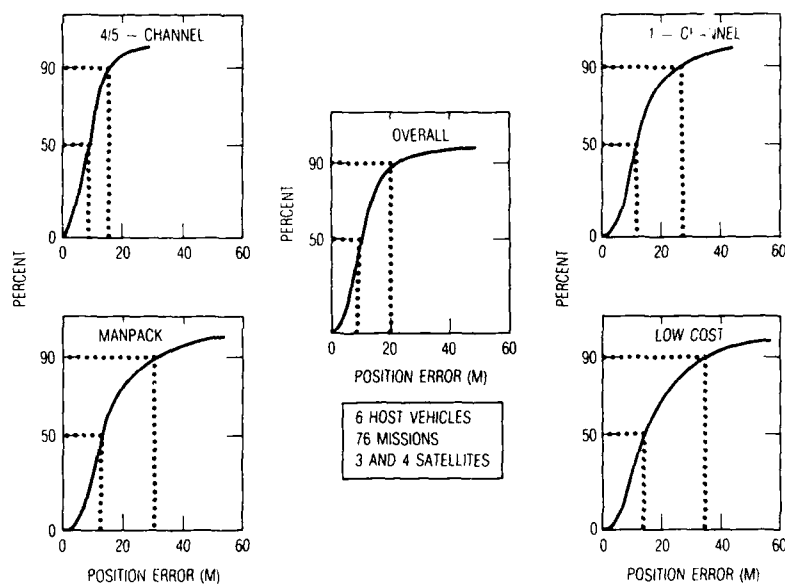 4/5 – CHANNEL
90
50
0
0 20 40 60
PERCENT
MANPACK
90
50
0
0 20 40 60
POSITION ERROR (M)
OVERALL
90
50
0 20 40 60
PERCENT
POSITION ERROR (M)
6 HOST VEHICLES
76 MISSIONS
3 AND 4 SATELLITES
1 –
90
50
0
0 20 40 60
PERCENT
LOW COST
90
50
0
0 20 40 60
POSITION ERROR (M)